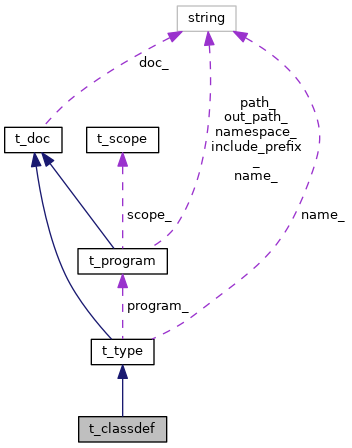 string
doc_
t_doc
t_scope
path_
out_path_
namespace_
include_prefix
_
name_
scope_
name_
t_program
program_
t_type
t_classdef